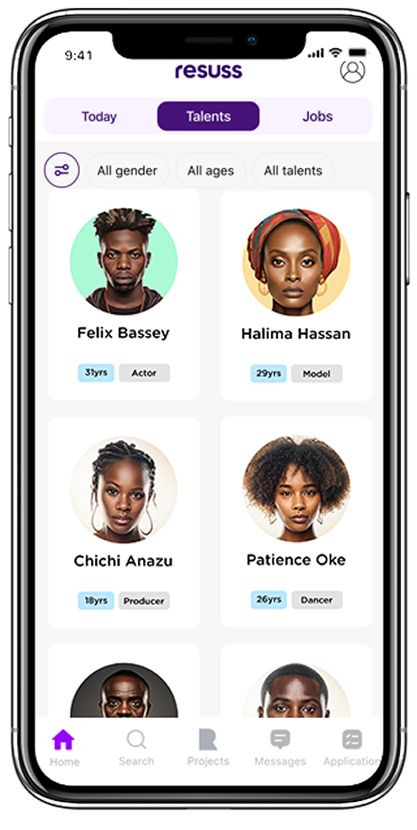 9:41
resuss
Today Talents Jobs
All gender All ages All talents
Felix Bassey Halima Hassan
31yrs Actor 29yrs Model
Chichi Anazu Patience Oke
18yrs Producer 26yrs Dancer
Home Search Projects Messages Application